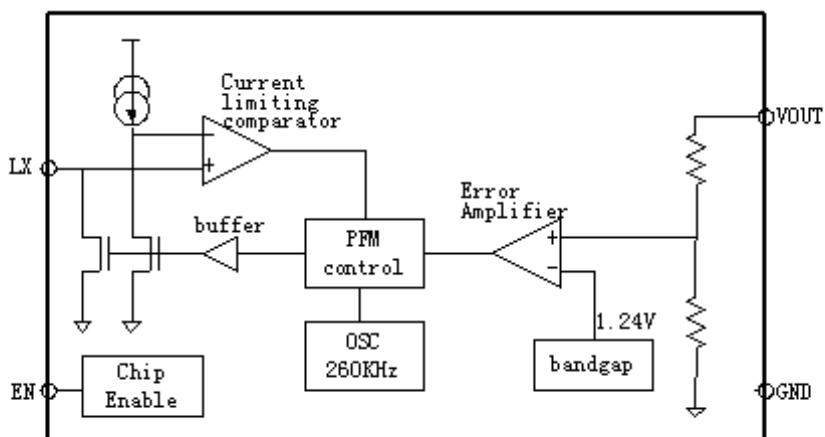 Current
limiting
comparator
VOUT
−
LX
+
Error
Amplifier
buffer
PFM
control
+
−
1.24V
OSC
260KHz
bandgap
Chip
Enable
EN
GND